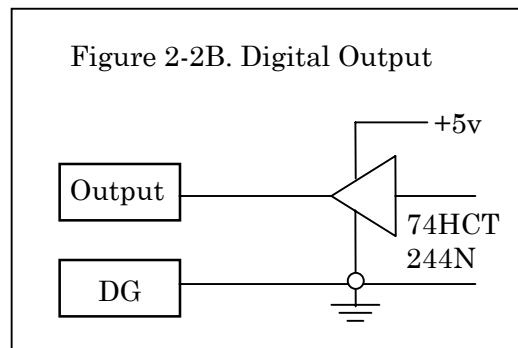 Figure 2-2B. Digital Output
+5v
Output
74HCT
244N
DG